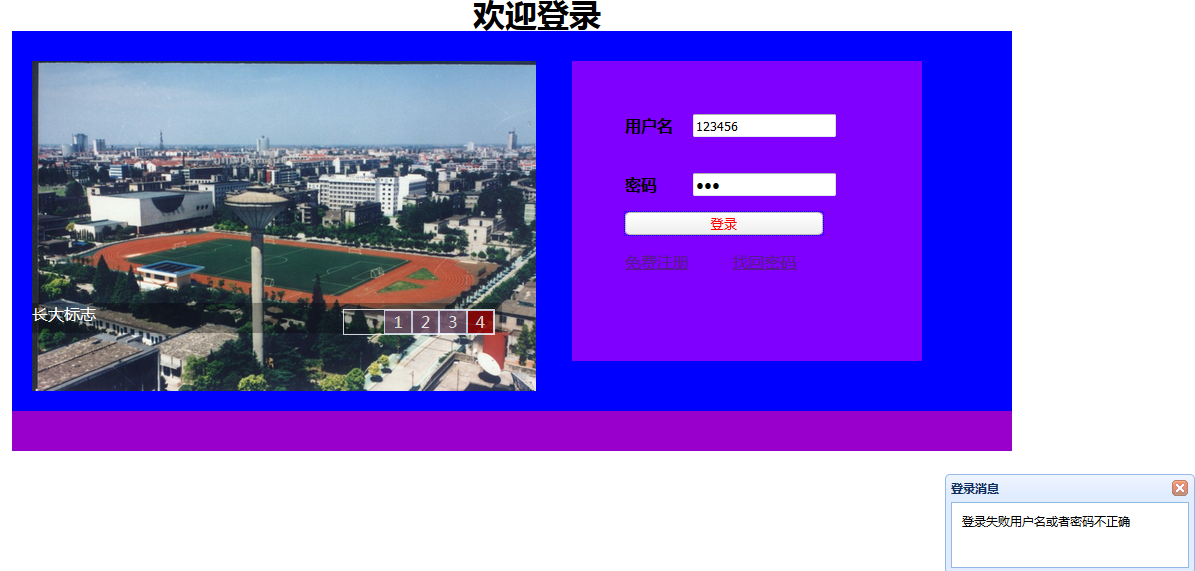 欢迎登录
用户名 123456
密码 •••
登录
免费注册 找回密码
长大标志
1 2 3 4
登录消息
登录失败用户名或者密码不正确